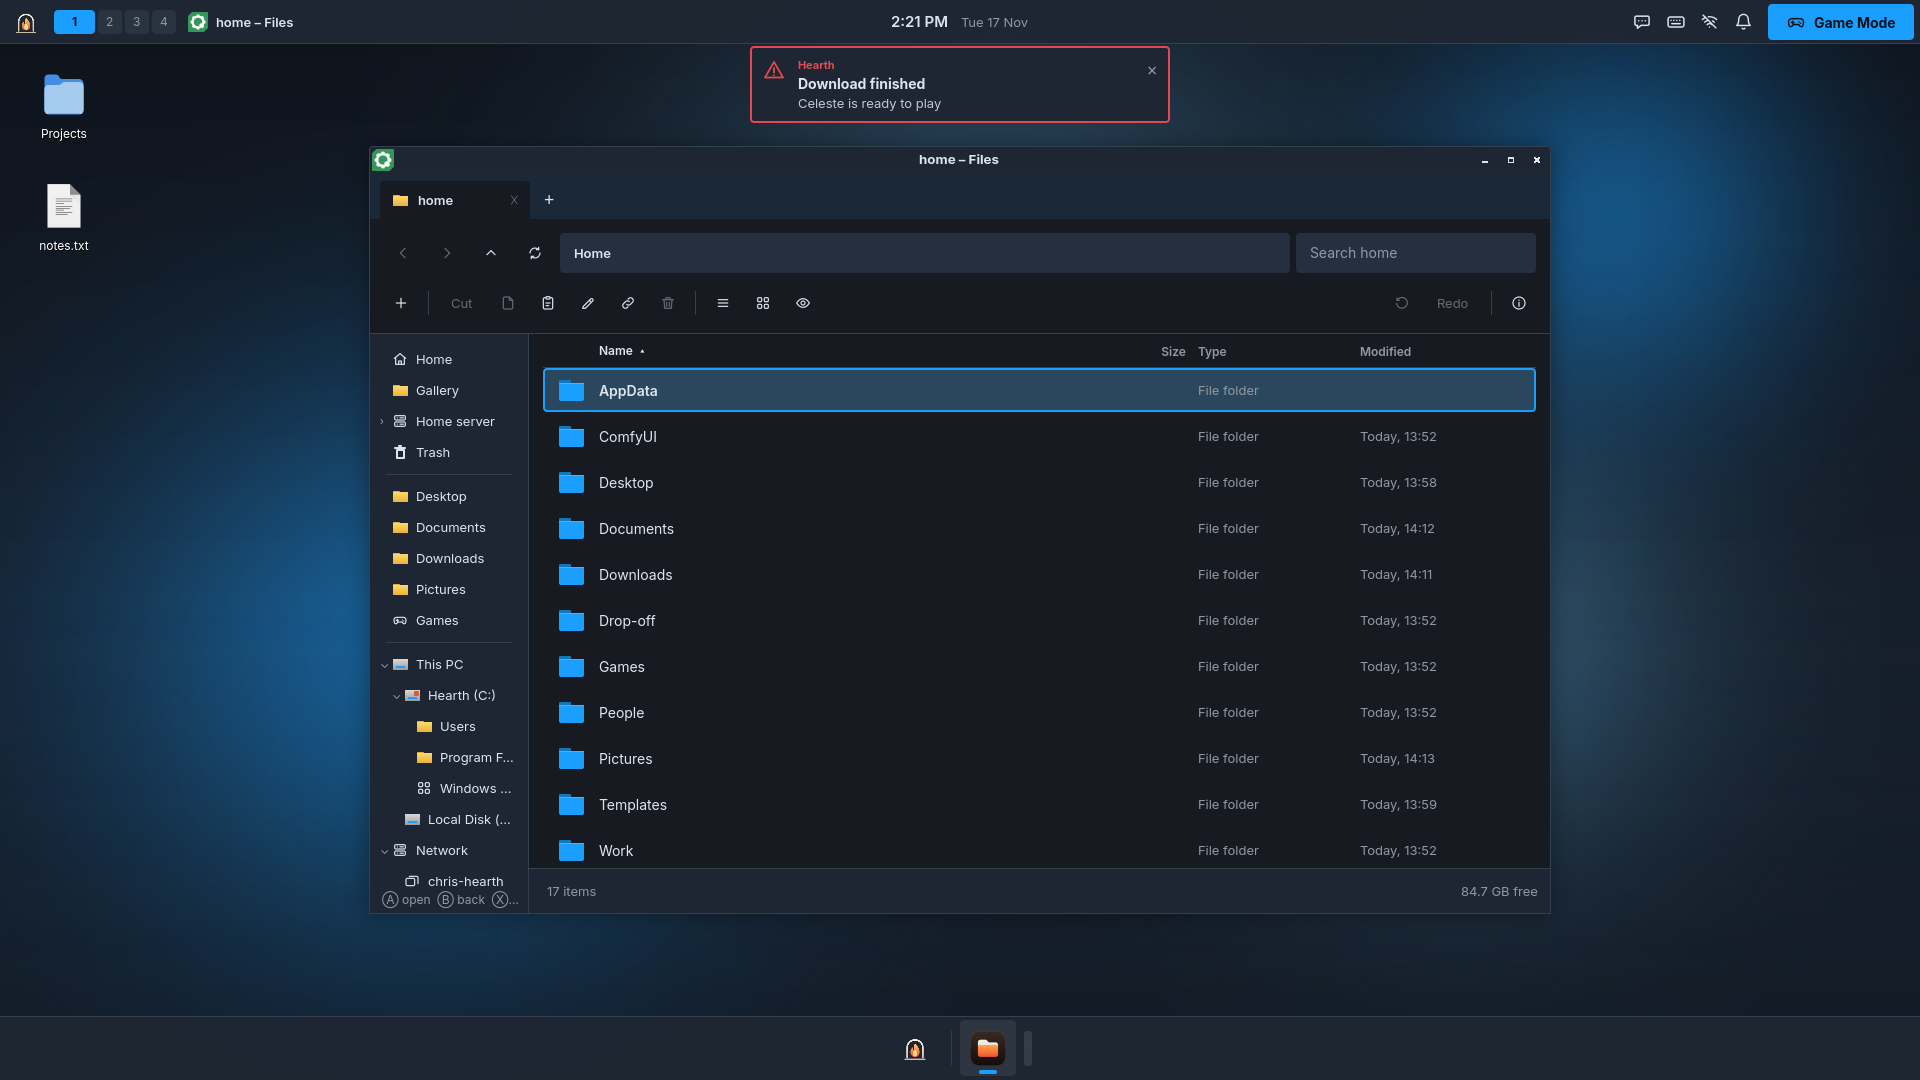 1 2 3 4 home – Files 2:21 PM Tue 17 Nov Game Mode
Hearth
Download finished
Celeste is ready to play
Projects
notes.txt
home – Files
home X +
Home Search home
Cut Redo
Home
Gallery
Home server
Trash
Desktop
Documents
Downloads
Pictures
Games
This PC
Hearth (C:)
Users
Program F...
Windows ...
Local Disk (...
Network
chris-hearth
A open B back X...
Name Size Type Modified
AppData File folder
ComfyUI File folder Today, 13:52
Desktop File folder Today, 13:58
Documents File folder Today, 14:12
Downloads File folder Today, 14:11
Drop-off File folder Today, 13:52
Games File folder Today, 13:52
People File folder Today, 13:52
Pictures File folder Today, 14:13
Templates File folder Today, 13:59
Work File folder Today, 13:52
17 items 84.7 GB free